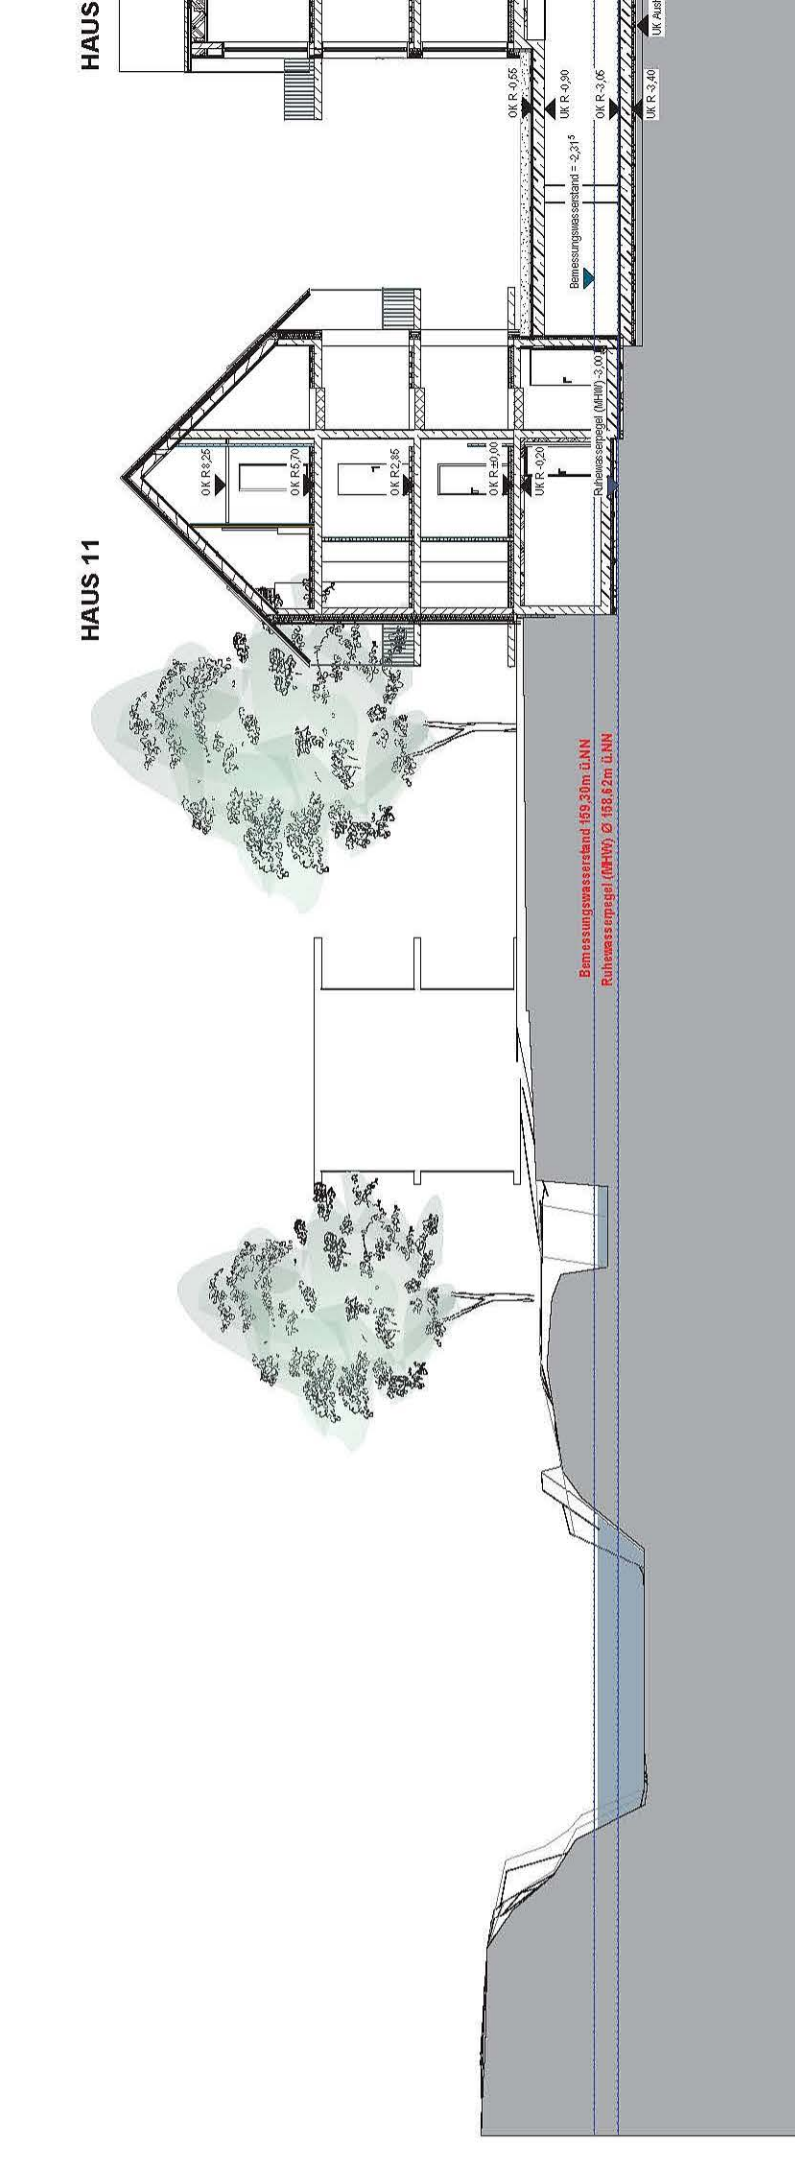 HAUS 11
HAUS
OK R 8,25
OK R 5,70
OK R 2,85
OK R ±0,00
UK R -0,20
Ruhewasserpegel (MHW) -3,00
OK R -0,55
UK R -0,90
Bemessungswasserstand = -2,31⁵
OK R -3,05
UK R -3,40
Bemessungswasserstand 159,30m ü.NN
Ruhewasserpegel (MHW) Ø 158,62m ü.NN